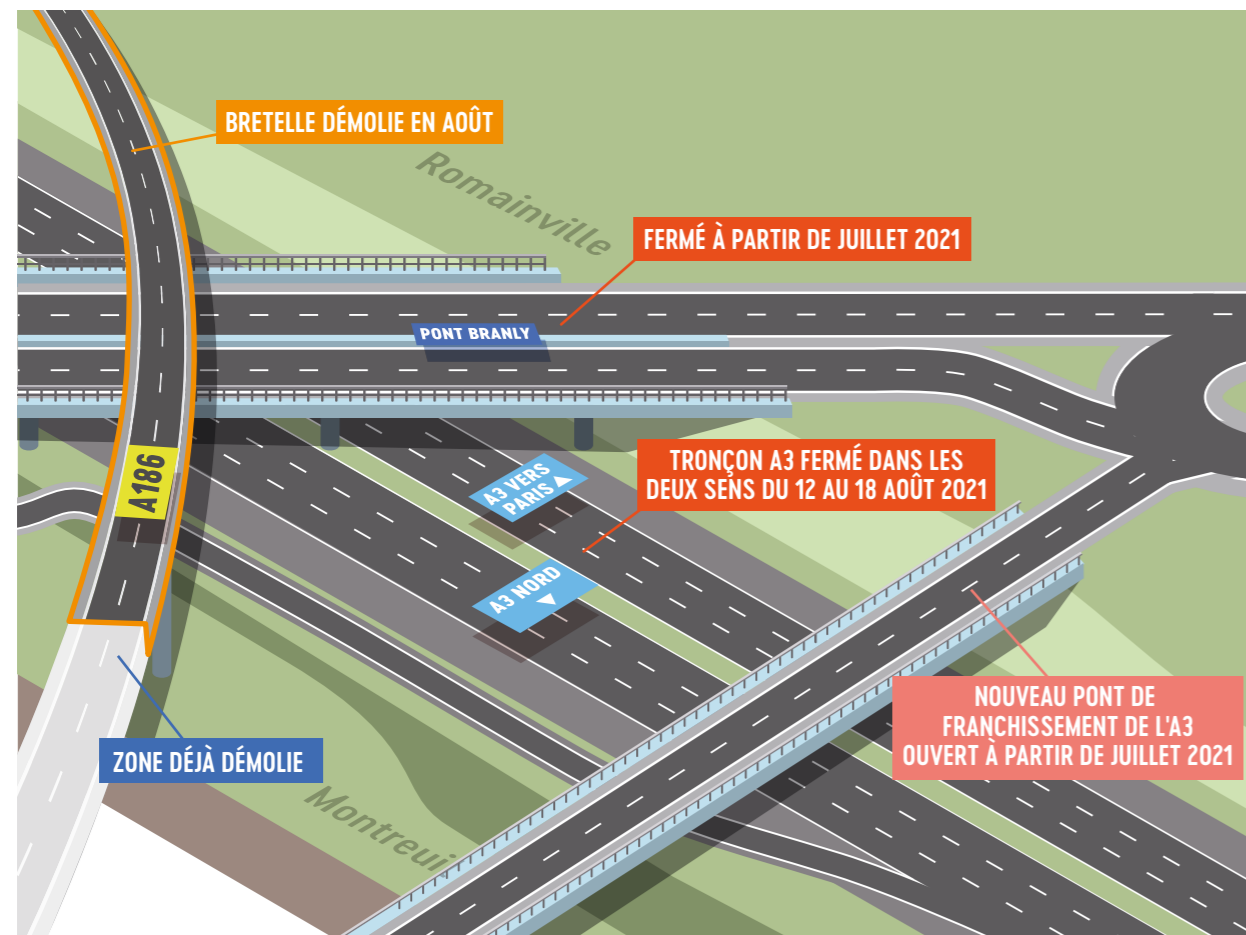 BRETELLE DÉMOLIE EN AOÛT
Romainville
FERMÉ À PARTIR DE JUILLET 2021
PONT BRANLY
A186
A3 VERS
PARIS ▲
TRONÇON A3 FERMÉ DANS LES
DEUX SENS DU 12 AU 18 AOÛT 2021
A3 NORD
▼
NOUVEAU PONT DE
FRANCHISSEMENT DE L'A3
OUVERT À PARTIR DE JUILLET 2021
ZONE DÉJÀ DÉMOLIE
Montreui